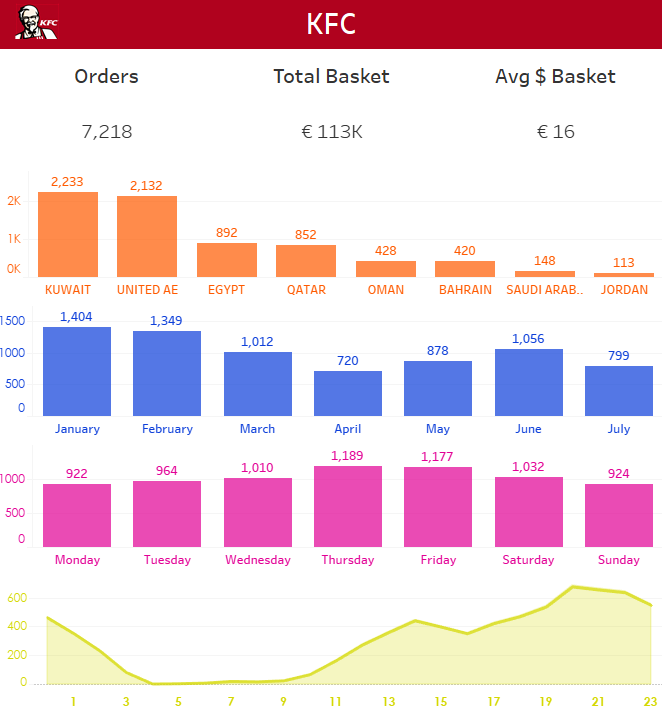 KFC
KFC
Orders Total Basket Avg $ Basket
7,218 € 113K € 16
2K
1K
0K
2,233 2,132 892 852 428 420 148 113
KUWAIT UNITED AE EGYPT QATAR OMAN BAHRAIN SAUDI ARAB.. JORDAN
1500
1000
500
0
1,404 1,349 1,012 720 878 1,056 799
January February March April May June July
1000
500
0
922 964 1,010 1,189 1,177 1,032 924
Monday Tuesday Wednesday Thursday Friday Saturday Sunday
600
400
200
0
1 3 5 7 9 11 13 14 15 17 19 21 23